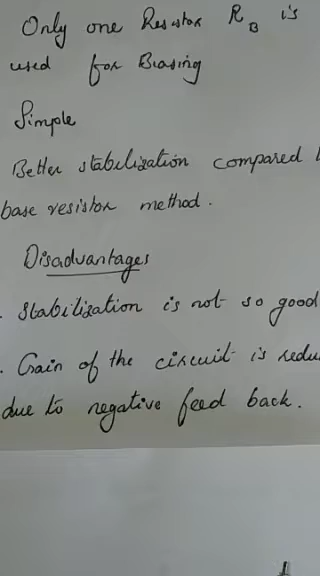 Only one Resistor R_B is
used for Biasing
Simple
Better stabilization compared
base resistor method.
Disadvantages
. Stabilization is not so good
. Gain of the circuit is redu
due to negative feed back.